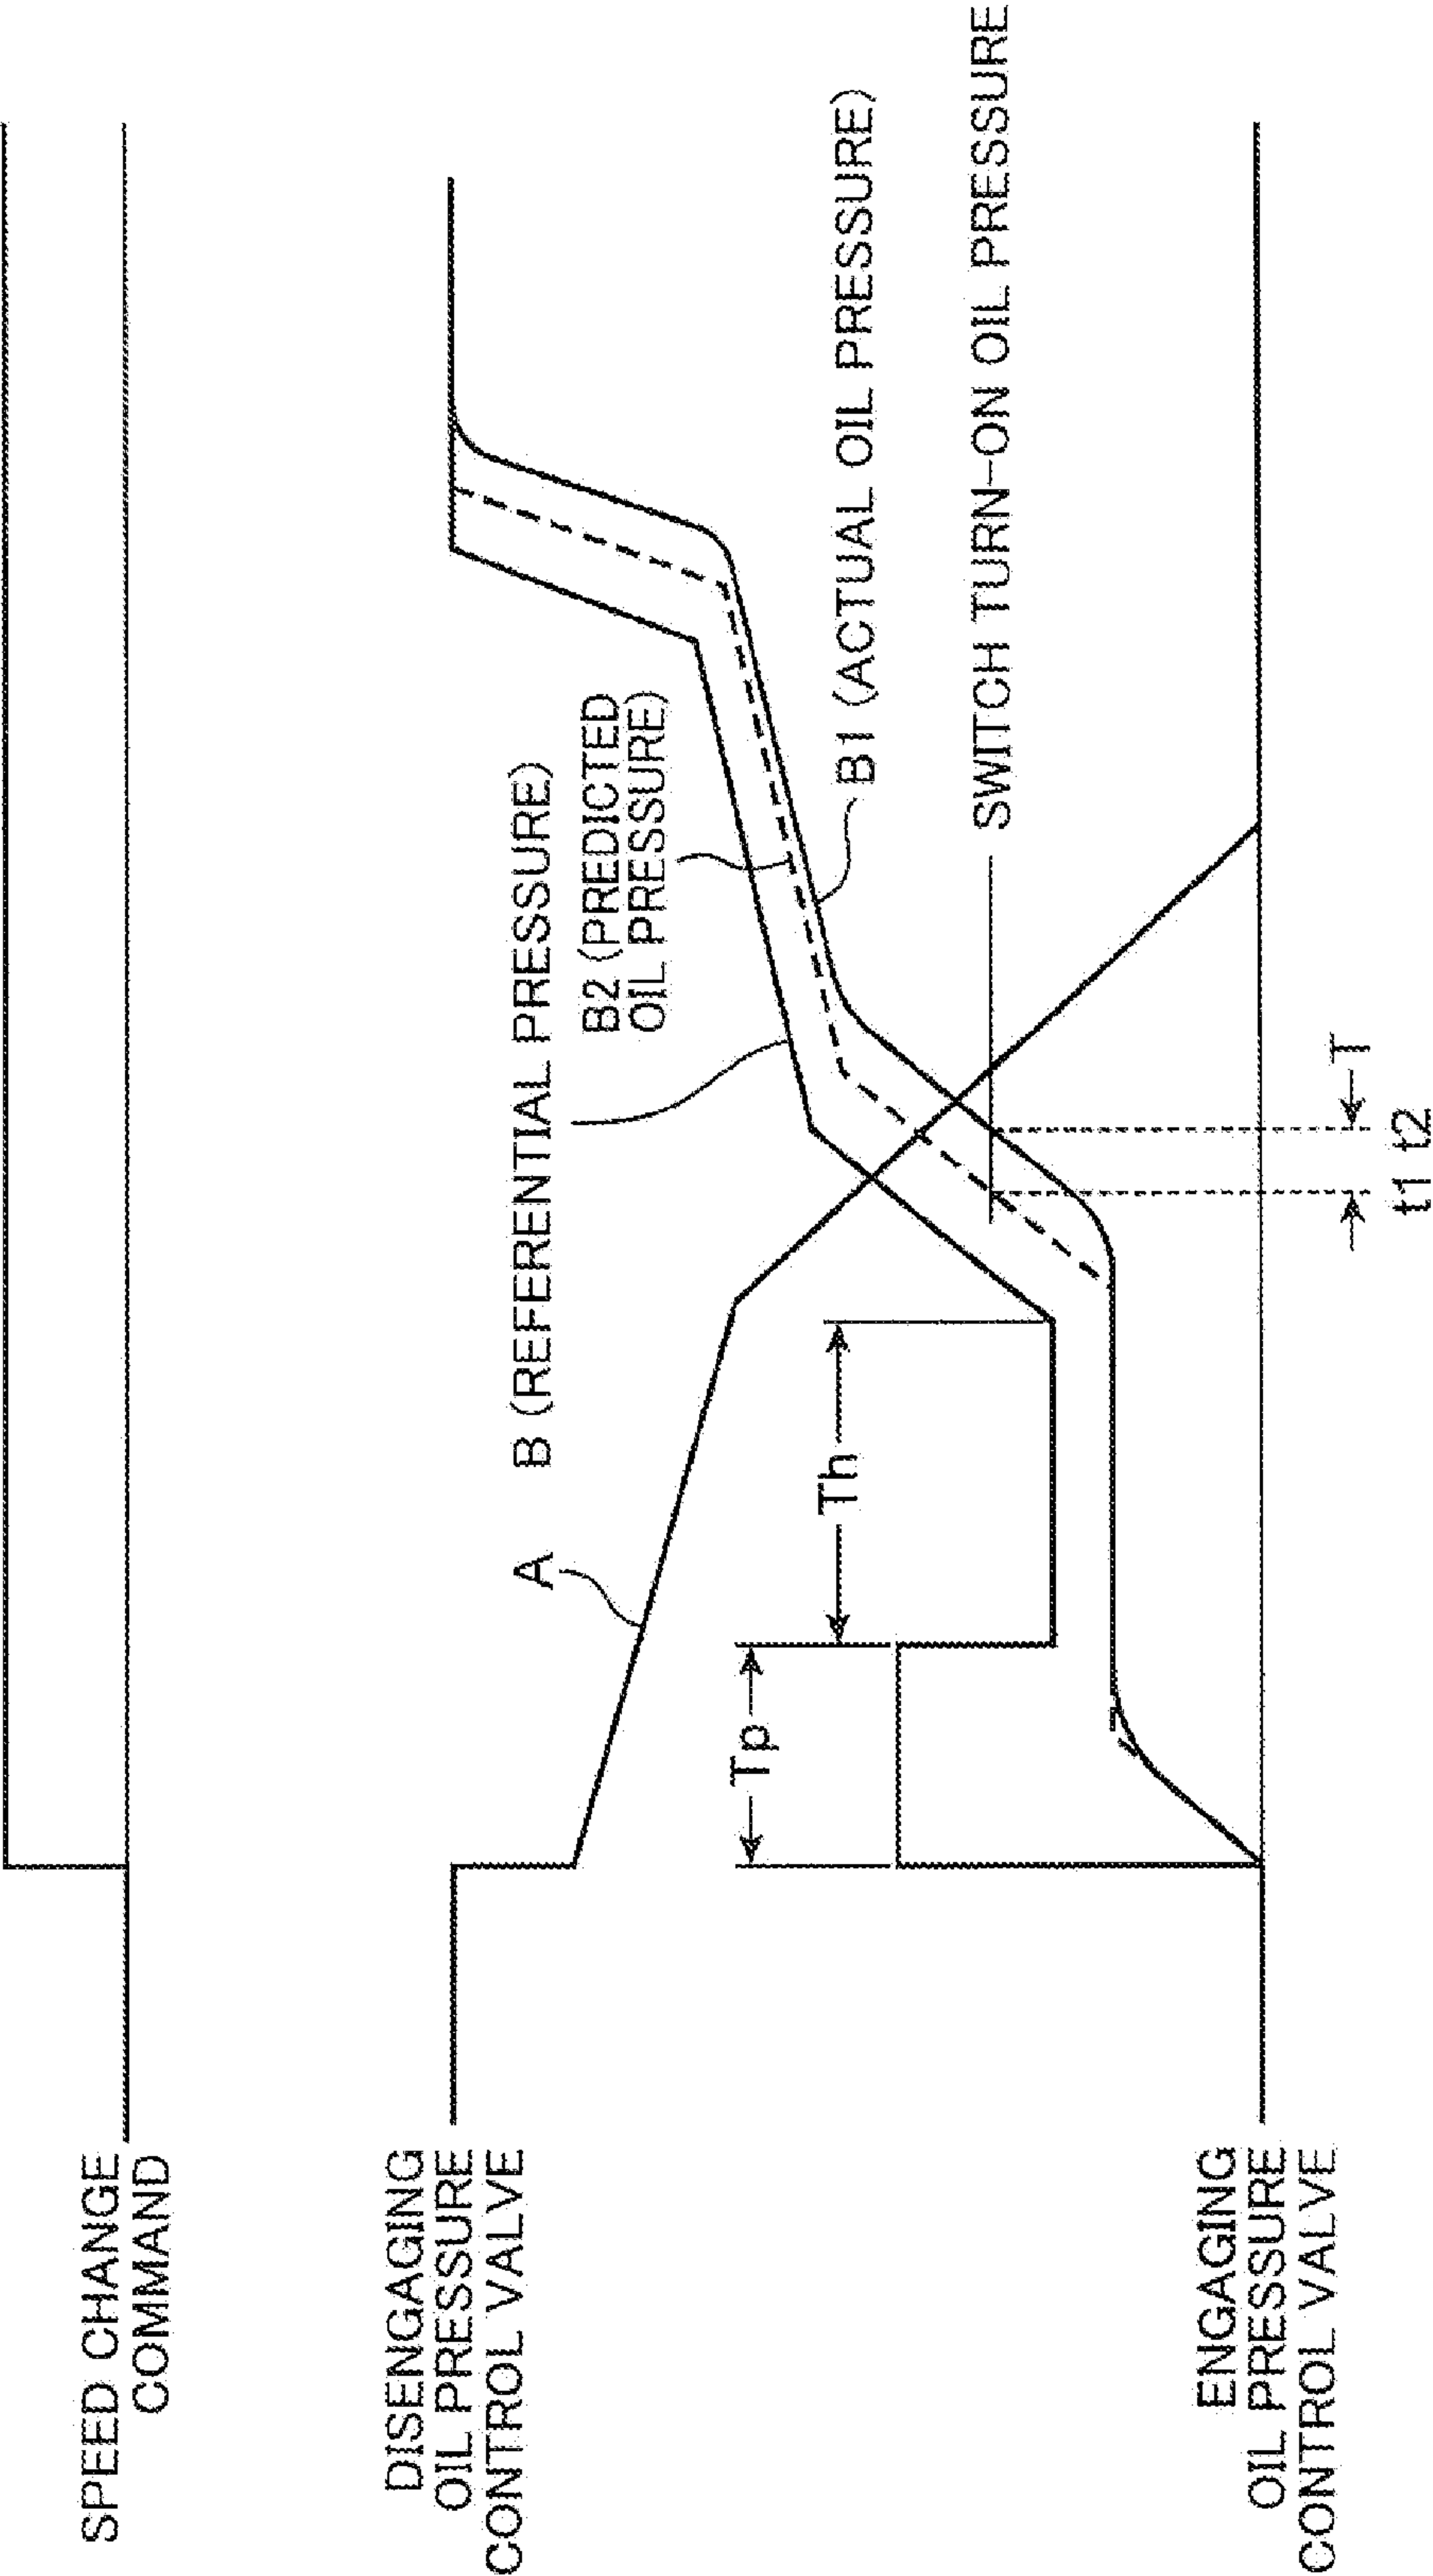 SPEED CHANGE
COMMAND
DISENGAGING
OIL PRESSURE
CONTROL VALVE
A
B (REFERENTIAL PRESSURE)
B2 (PREDICTED
OIL PRESSURE)
Tp
Th
B1 (ACTUAL OIL PRESSURE)
SWITCH TURN-ON OIL PRESSURE
ENGAGING
OIL PRESSURE
CONTROL VALVE
T
t1 t2